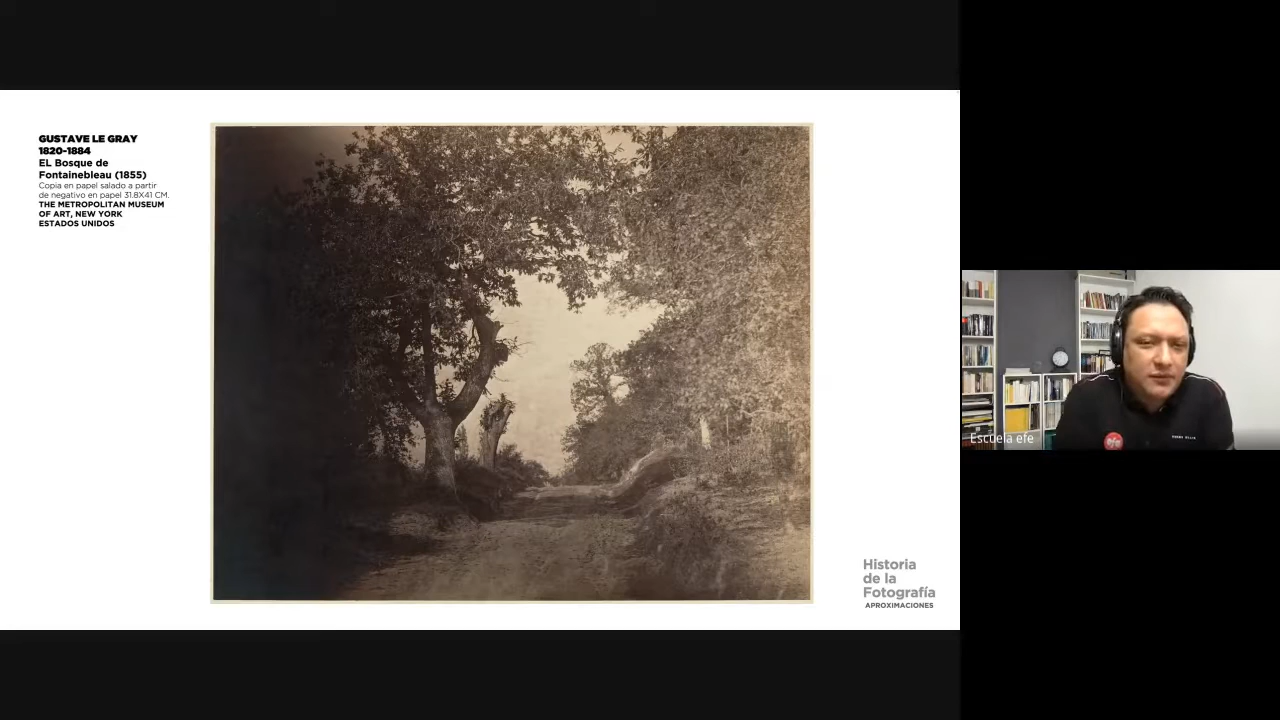 GUSTAVE LE GRAY
1820-1884
EL Bosque de
Fontainebleau (1855)
Copia en papel salado a partir
de negativo en papel 31.8X41 CM.
THE METROPOLITAN MUSEUM
OF ART, NEW YORK
ESTADOS UNIDOS
Historia
de la
Fotografía
APROXIMACIONES
Escuela efe
efe